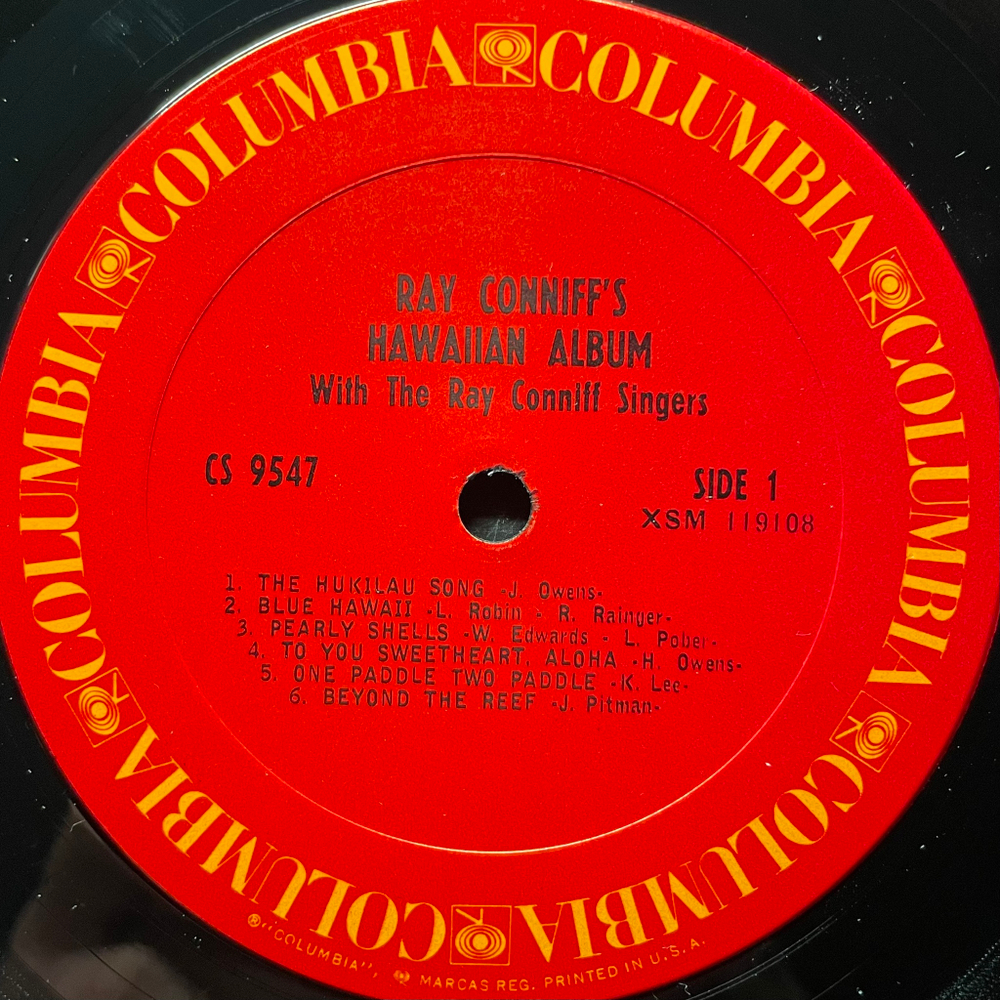 COLUMBIA COLUMBIA COLUMBIA COLUMBIA COLUMBIA COLUMBIA COLUMBIA COLUMBIA
RAY CONNIFF'S
HAWAIIAN ALBUM
With The Ray Conniff Singers
CS 9547
SIDE 1
XSM 119108
1. THE HUKILAU SONG -J. Owens-
2. BLUE HAWAII -L. Robin - R. Rainger-
3. PEARLY SHELLS -W. Edwards - L. Pober-
4. TO YOU SWEETHEART, ALOHA -H. Owens-
5. ONE PADDLE TWO PADDLE -K. Lee-
6. BEYOND THE REEF -J. Pitman-
®"COLUMBIA", MARCAS REG. PRINTED IN U.S.A.